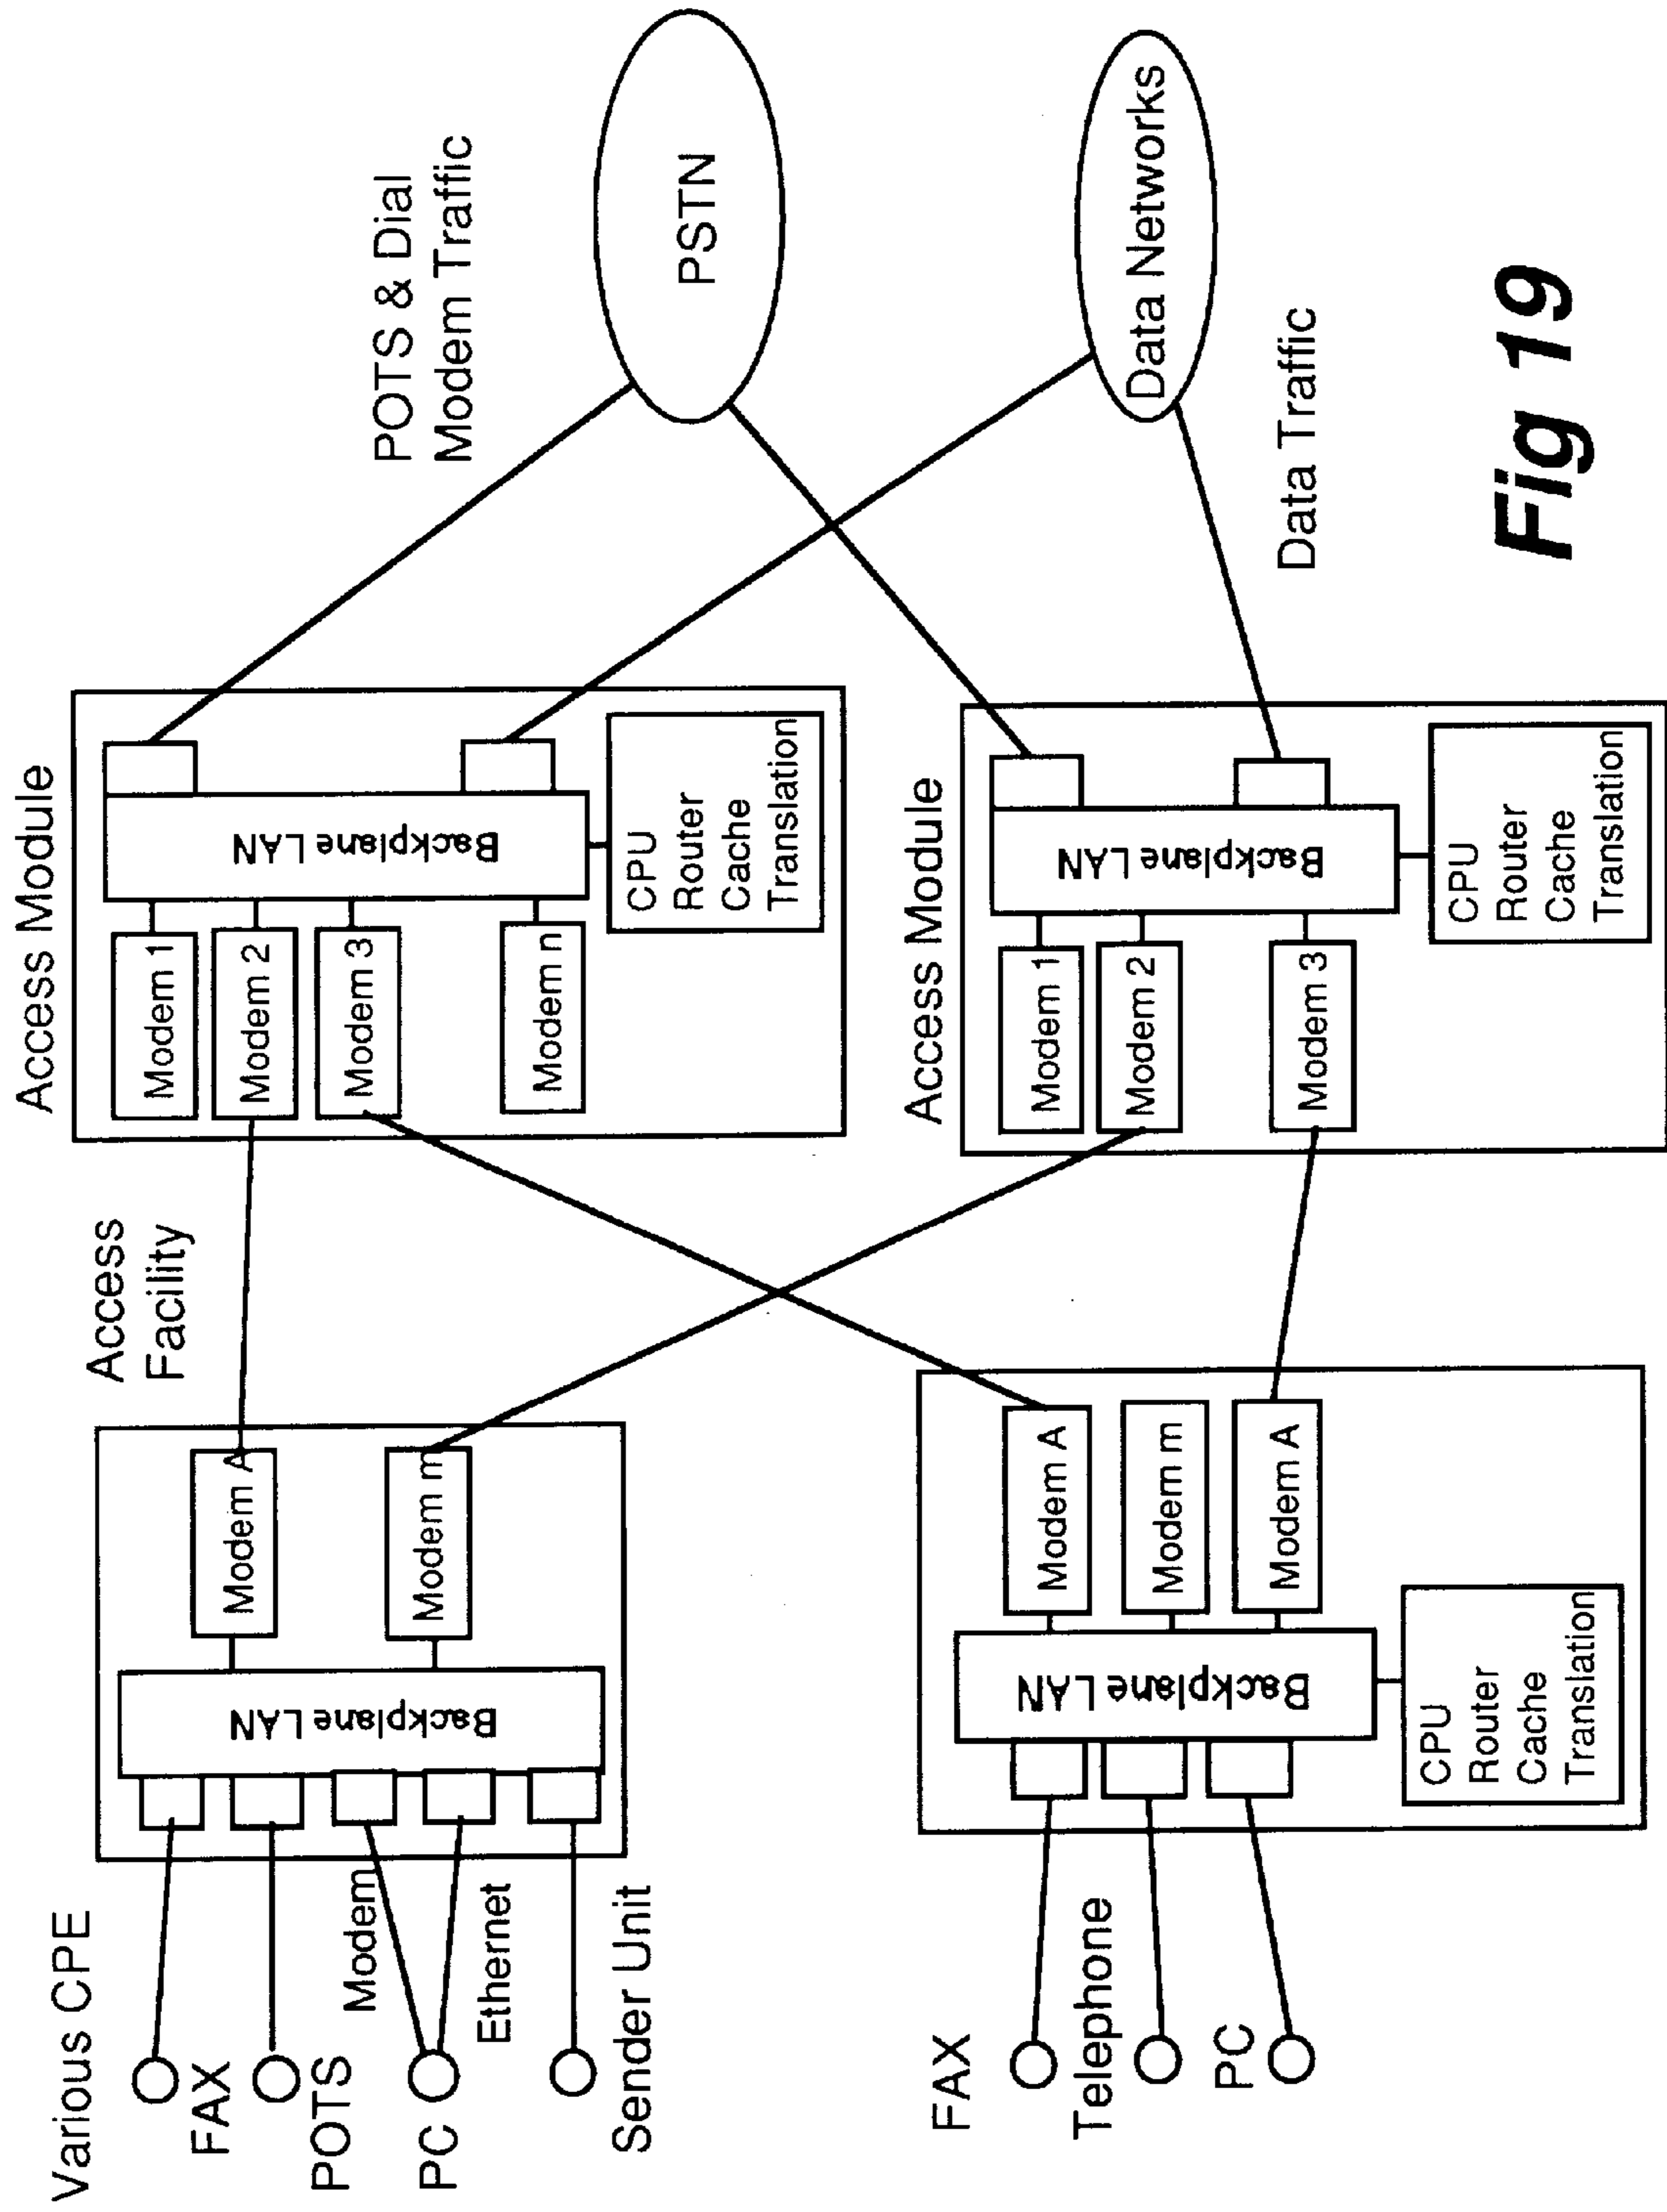 Various CPE
FAX
POTS
PC
Modem
Ethernet
Sender Unit
Backplane LAN
Modem A
Modem m
Access
Facility
Access Module
Modem 1
Modem 2
Modem 3
Modem n
Backplane LAN
CPU
Router
Cache
Translation
POTS & Dial
Modem Traffic
PSTN
Data Networks
Data Traffic
FAX
Telephone
PC
Backplane LAN
Modem A
Modem m
Modem A
CPU
Router
Cache
Translation
Access Module
Modem 1
Modem 2
Modem 3
Backplane LAN
CPU
Router
Cache
Translation
Fig 19